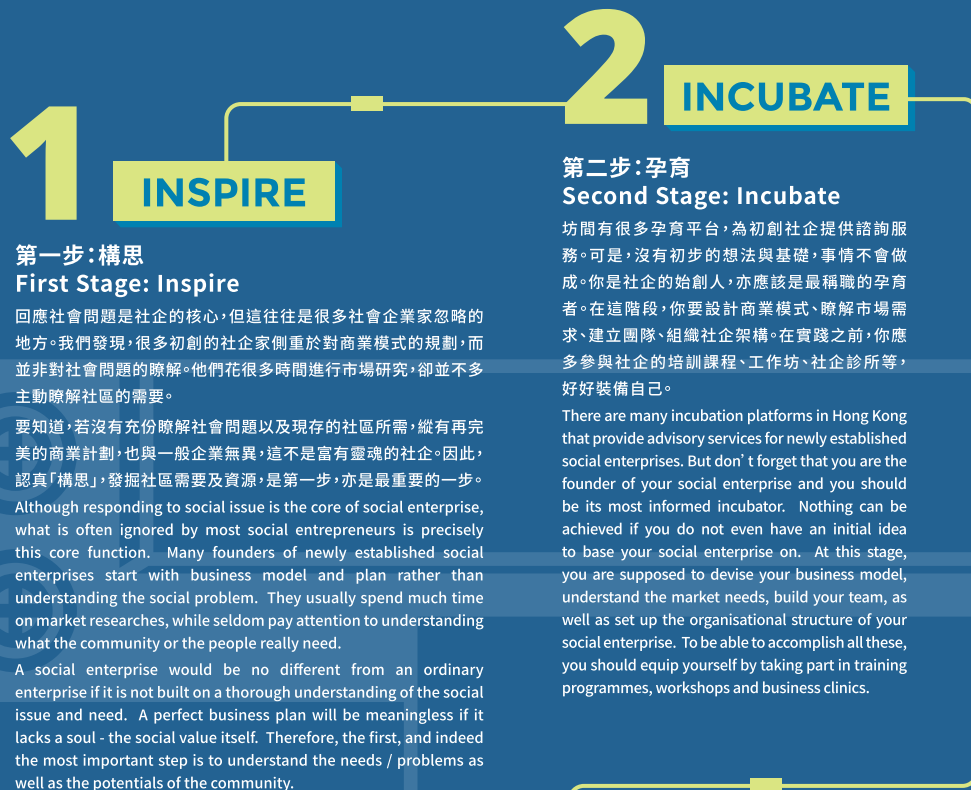 1
INSPIRE
第一步：構思
First Stage: Inspire
回應社會問題是社企的核心，但這往往是很多社會企業家忽略的
地方。我們發現，很多初創的社企家側重於對商業模式的規劃，而
並非對社會問題的瞭解。他們花很多時間進行市場研究，卻並不多
主動瞭解社區的需要。
要知道，若沒有充份瞭解社會問題以及現存的社區所需，縱有再完
美的商業計劃，也與一般企業無異，這不是富有靈魂的社企。因此，
認真「構思」，發掘社區需要及資源，是第一步，亦是最重要的一步。
Although responding to social issue is the core of social enterprise,
what is often ignored by most social entrepreneurs is precisely
this core function. Many founders of newly established social
enterprises start with business model and plan rather than
understanding the social problem. They usually spend much time
on market researches, while seldom pay attention to understanding
what the community or the people really need.
A social enterprise would be no different from an ordinary
enterprise if it is not built on a thorough understanding of the social
issue and need. A perfect business plan will be meaningless if it
lacks a soul - the social value itself. Therefore, the first, and indeed
the most important step is to understand the needs / problems as
well as the potentials of the community.
2
INCUBATE
第二步：孕育
Second Stage: Incubate
坊間有很多孕育平台，為初創社企提供諮詢服
務。可是，沒有初步的想法與基礎，事情不會做
成。你是社企的始創人，亦應該是最稱職的孕育
者。在這階段，你要設計商業模式、瞭解市場需
求、建立團隊、組織社企架構。在實踐之前，你應
多參與社企的培訓課程、工作坊、社企診所等，
好好裝備自己。
There are many incubation platforms in Hong Kong
that provide advisory services for newly established
social enterprises. But don’t forget that you are the
founder of your social enterprise and you should
be its most informed incubator. Nothing can be
achieved if you do not even have an initial idea
to base your social enterprise on. At this stage,
you are supposed to devise your business model,
understand the market needs, build your team, as
well as set up the organisational structure of your
social enterprise. To be able to accomplish all these,
you should equip yourself by taking part in training
programmes, workshops and business clinics.